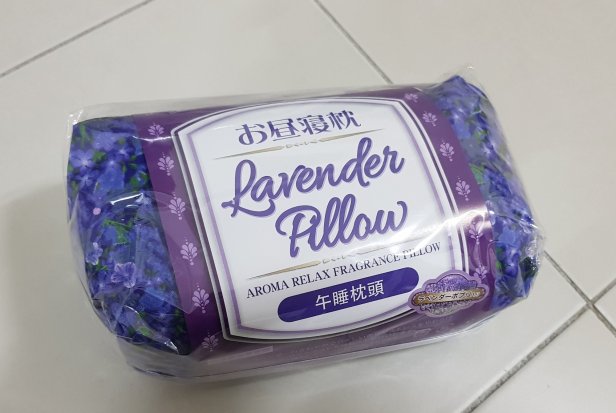 お昼寝枕
Lavender
Pillow
AROMA RELAX FRAGRANCE PILLOW
午睡枕頭